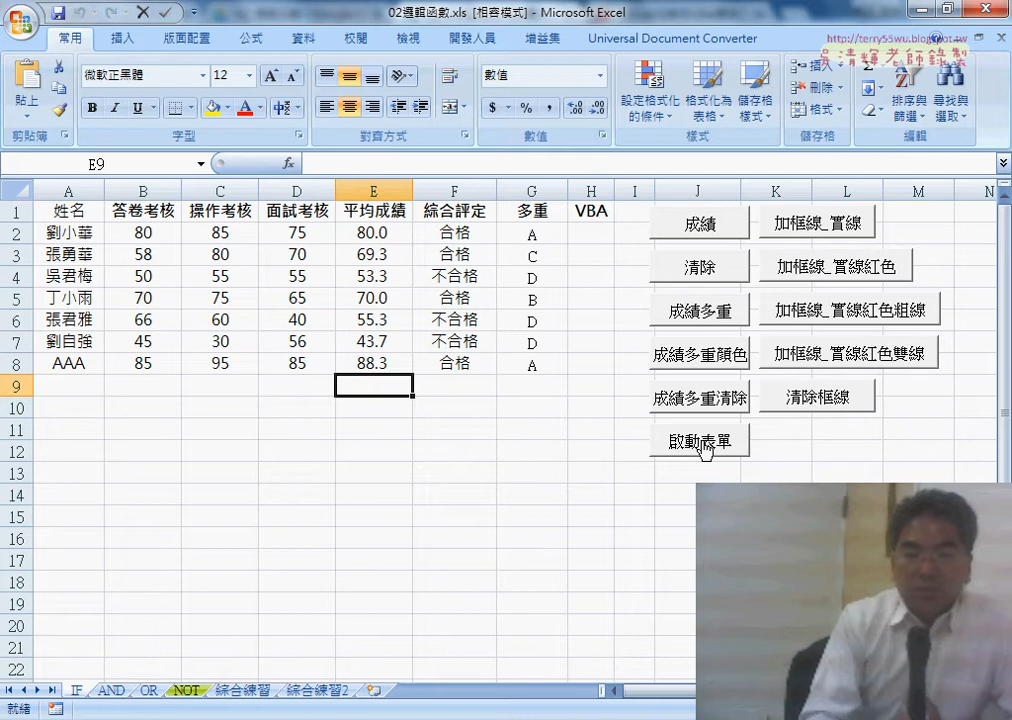 02邏輯函數.xls [相容模式] - Microsoft Excel
常用 插入 版面配置 公式 資料 校閱 檢視 開發人員 增益集 Universal Document Converter
http://terry55wu.blogspot.tw
吳清輝老師錄製
貼上 微軟正黑體 12 數值 設定格式化的條件 格式化為表格 儲存格樣式 插入 刪除 格式 排序與篩選 尋找與選取
剪貼簿 字型 對齊方式 數值 樣式 儲存格 編輯
E9 fx
A B C D E F G H I J K L M N
1 姓名 答卷考核 操作考核 面試考核 平均成績 綜合評定 多重 VBA
2 劉小華 80 85 75 80.0 合格 A 成績 加框線_實線
3 張勇華 58 80 70 69.3 合格 C
4 吳君梅 50 55 55 53.3 不合格 D 清除 加框線_實線紅色
5 丁小雨 70 75 65 70.0 合格 B 成績多重 加框線_實線紅色粗線
6 張君雅 66 60 40 55.3 不合格 D
7 劉自強 45 30 56 43.7 不合格 D 成績多重顏色 加框線_實線紅色雙線
8 AAA 85 95 85 88.3 合格 A
9 成績多重清除 清除框線
10
11 啟動表單
12
13
14
15
16
17
18
19
20
21
22
IF AND OR NOT 綜合練習 綜合練習2
就緒